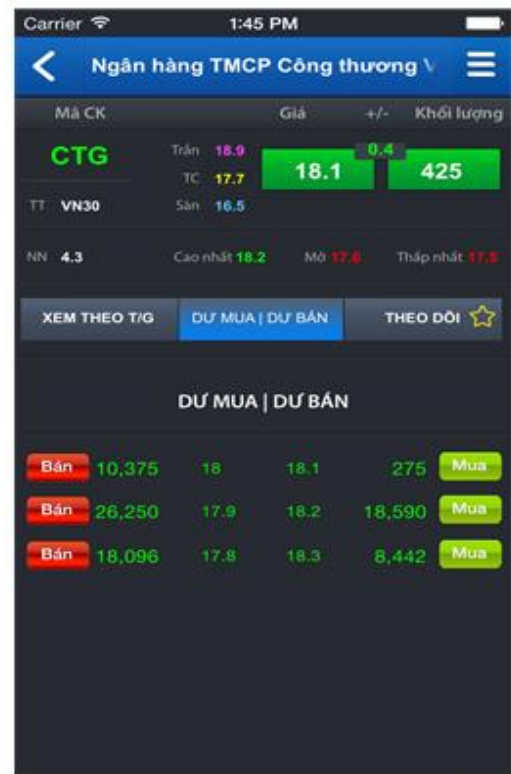 Carrier 1:45 PM
Ngân hàng TMCP Công thương V
Mã CK Giá +/- Khối lượng
CTG Trần 18.9 18.1 0.4 425
TC 17.7
TT VN30 Sàn 16.5
NN 4.3 Cao nhất 18.2 Mở 17.6 Thấp nhất 17.5
XEM THEO T/G DƯ MUA | DƯ BÁN THEO DÕI
DƯ MUA | DƯ BÁN
Bán 10,375 18 18.1 275 Mua
Bán 26,250 17.9 18.2 18,590 Mua
Bán 18,096 17.8 18.3 8,442 Mua